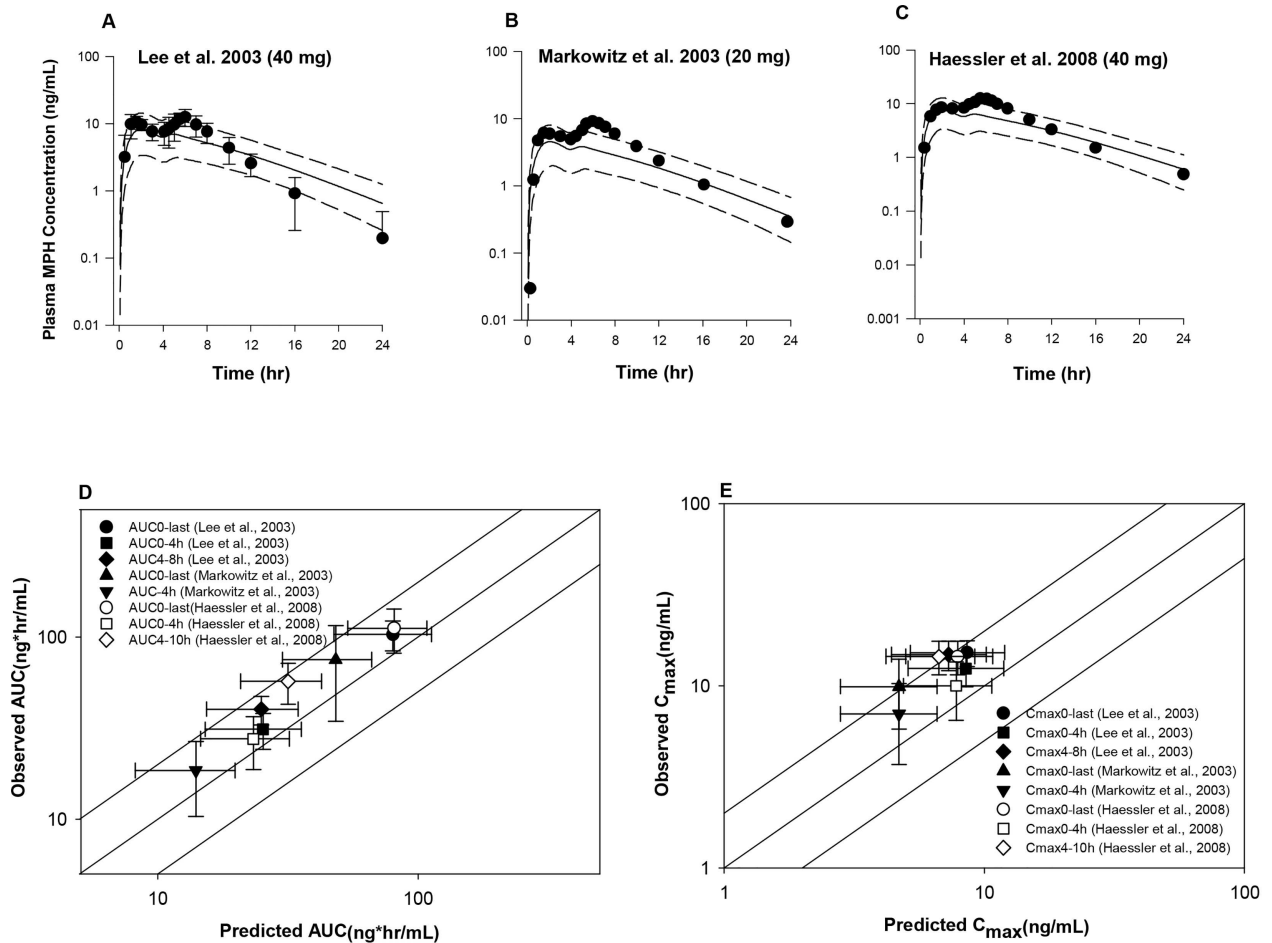 A
Lee et al. 2003 (40 mg)
Plasma MPH Concentration (ng/mL)
100
10
1
0.1
0.01
0 4 8 12 16 20 24
Time (hr)
B
Markowitz et al. 2003 (20 mg)
100
10
1
0.1
0.01
0 4 8 12 16 20 24
Time (hr)
C
Haessler et al. 2008 (40 mg)
100
10
1
0.1
0.01
0.001
0 4 8 12 16 20 24
Time (hr)
D
AUC0-last (Lee et al., 2003)
AUC0-4h (Lee et al., 2003)
AUC4-8h (Lee et al., 2003)
AUC0-last (Markowitz et al., 2003)
AUC-4h (Markowitz et al., 2003)
AUC0-last(Haessler et al., 2008)
AUC0-4h (Haessler et al., 2008)
AUC4-10h (Haessler et al., 2008)
Observed AUC(ng*hr/mL)
100
10
10 100
Predicted AUC(ng*hr/mL)
E
Observed Cmax(ng/mL)
100
10
1
Cmax0-last (Lee et al., 2003)
Cmax0-4h (Lee et al., 2003)
Cmax4-8h (Lee et al., 2003)
Cmax0-last (Markowitz et al., 2003)
Cmax0-4h (Markowitz et al., 2003)
Cmax0-last (Haessler et al., 2008)
Cmax0-4h (Haessler et al., 2008)
Cmax4-10h (Haessler et al., 2008)
1 10 100
Predicted Cmax(ng/mL)